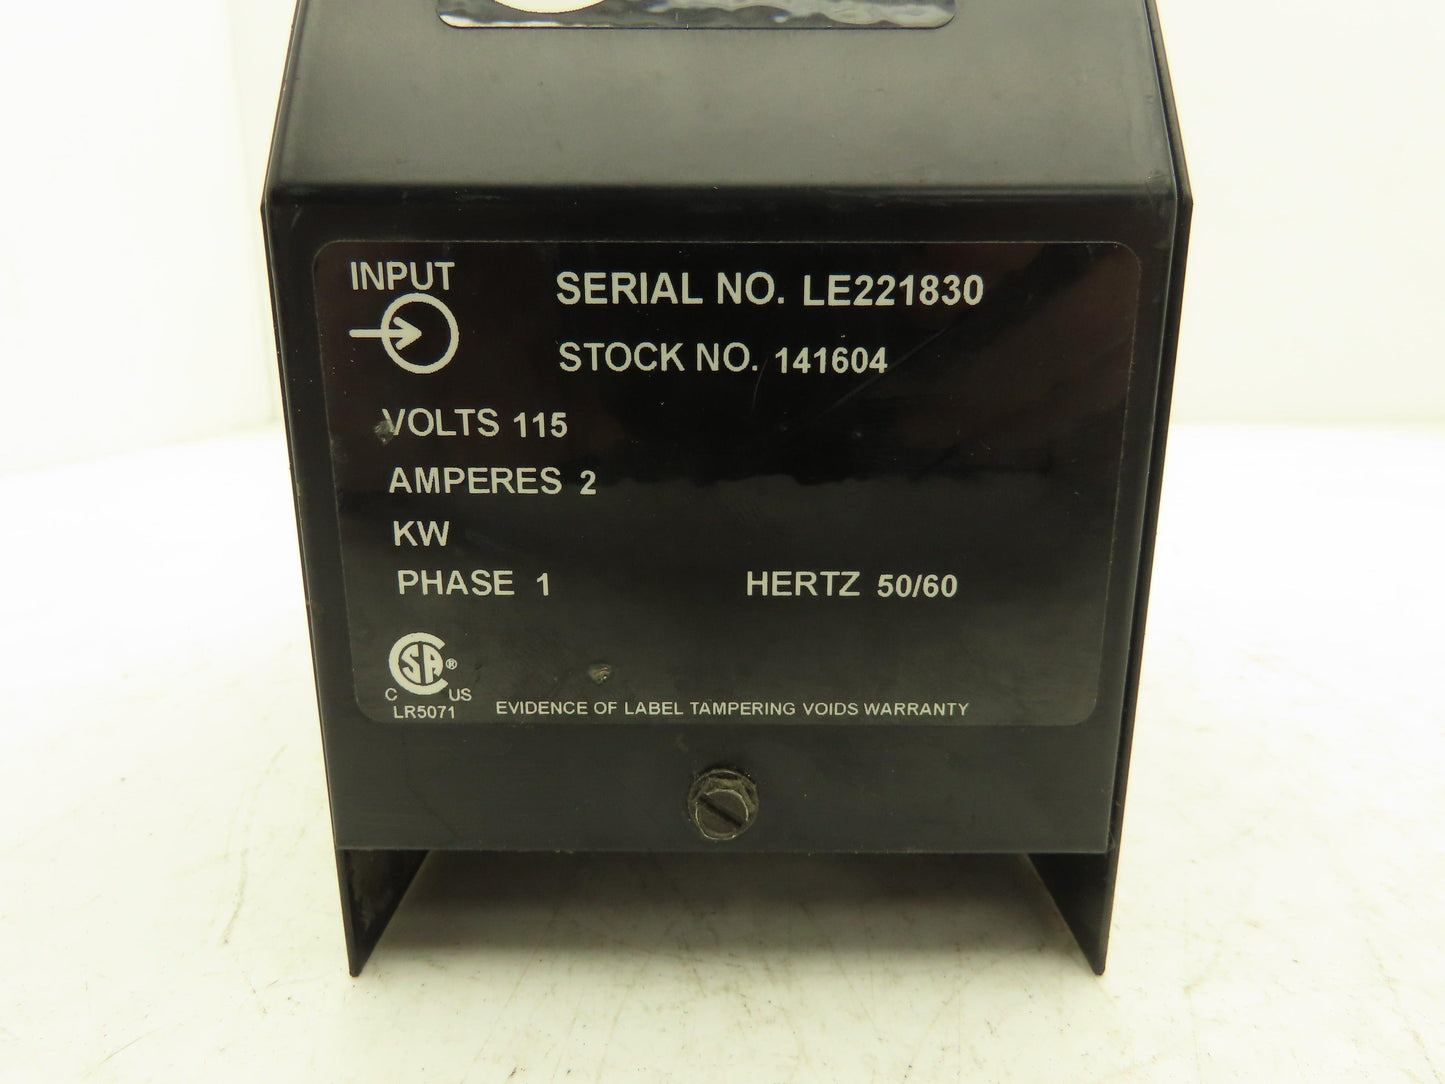 INPUT
SERIAL NO. LE221830
STOCK NO. 141604
VOLTS 115
AMPERES 2
KW
PHASE 1 HERTZ 50/60
CSA®
C US
LR5071
EVIDENCE OF LABEL TAMPERING VOIDS WARRANTY